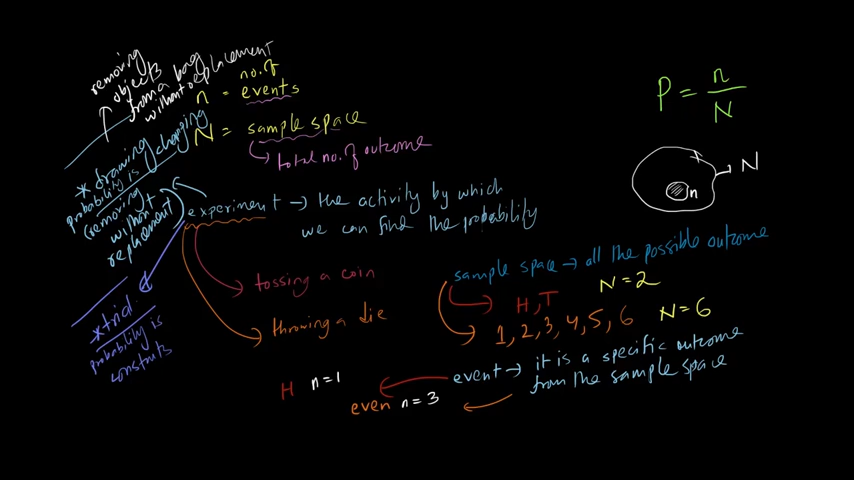 removing
objects
from a bag
without replacement
no. of
n = events
N = sample space
total no. of outcome
P = n/N
N
n
* drawing
probability is changing
(removing
without
replacement)
experiment → the activity by which
we can find the probability
tossing a coin
throwing a die
sample space → all the possible outcome
N = 2
H, T
1, 2, 3, 4, 5, 6
N = 6
* trial
probability is
constants
event → it is a specific outcome
from the sample space
H n = 1
even n = 3